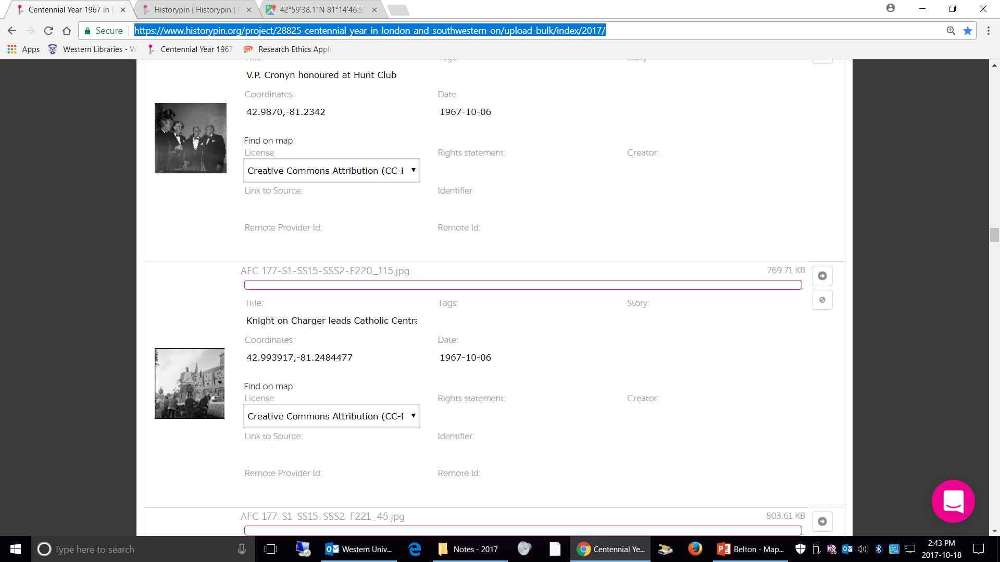 Centennial Year 1967 in L
Historypin | Historypin |
42°59'38.1"N 81°14'46.5"
Secure
https://www.historypin.org/project/28825-centennial-year-in-london-and-southwestern-on/upload-bulk/index/2017/
Apps
Western Libraries - W
Centennial Year 1967
Research Ethics Appli
Title:
Tags:
Story:
V.P. Cronyn honoured at Hunt Club
Coordinates:
Date:
42.9870,-81.2342
1967-10-06
Find on map
License
Rights statement:
Creator:
Creative Commons Attribution (CC-B
Link to Source:
Identifier:
Remote Provider Id:
Remote Id:
AFC 177-S1-SS15-SSS2-F220_115.jpg
769.71 KB
Title:
Tags:
Story:
Knight on Charger leads Catholic Centra
Coordinates:
Date:
42.993917,-81.2484477
1967-10-06
Find on map
License
Rights statement:
Creator:
Creative Commons Attribution (CC-B
Link to Source:
Identifier:
Remote Provider Id:
Remote Id:
AFC 177-S1-SS15-SSS2-F221_45.jpg
803.61 KB
Type here to search
Western Univ...
Notes - 2017
Centennial Ye...
Belton - Map...
2:43 PM
2017-10-18